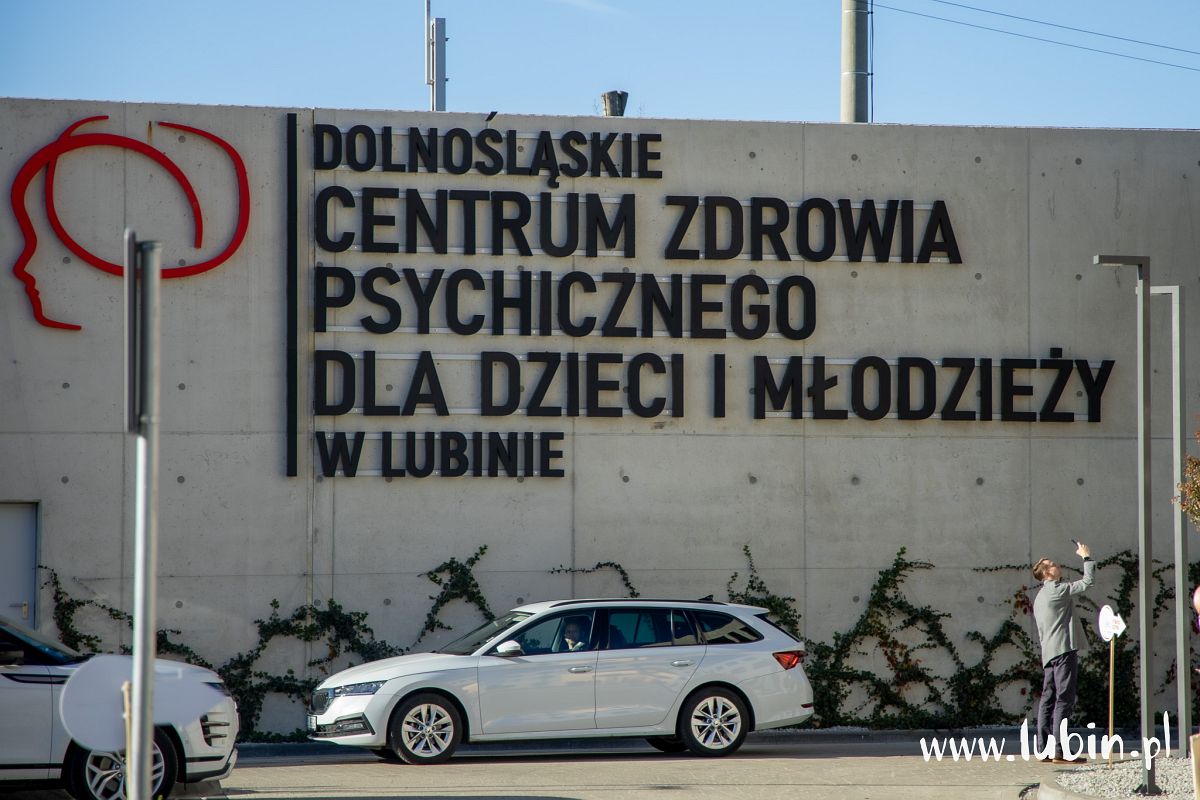 DOLNOŚLĄSKIE
CENTRUM ZDROWIA
PSYCHICZNEGO
DLA DZIECI I MŁODZIEŻY
W LUBINIE
www.lubin.pl